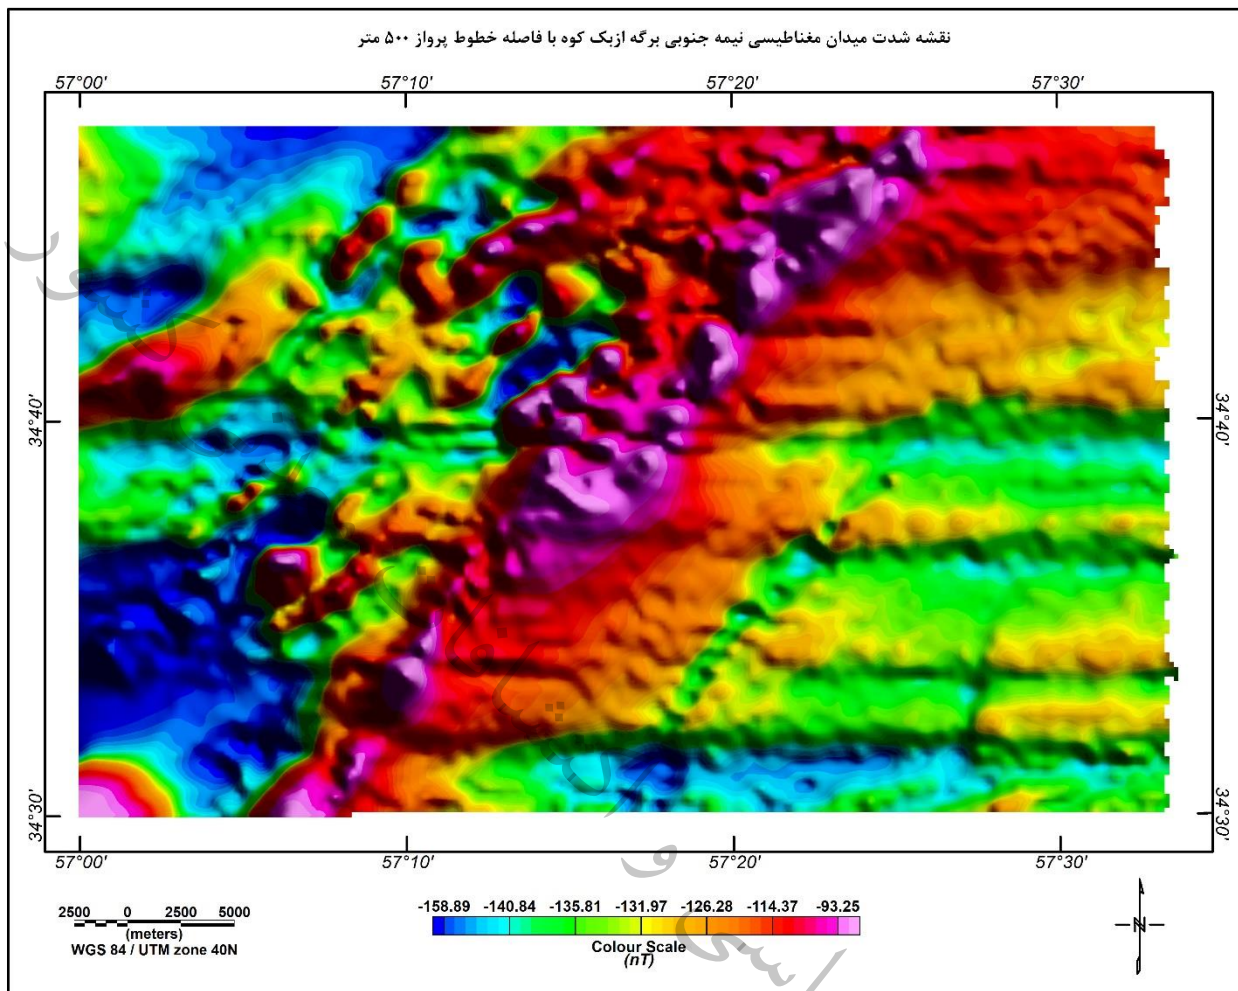 نقشه شدت میدان مغناطیسی نیمه جنوبی برگه ازبک کوه با فاصله خطوط پرواز ۵۰۰ متر
57°00' 57°10' 57°20' 57°30'
34°40' 34°40'
34°30' 34°30'
57°00' 57°10' 57°20' 57°30'
2500 0 2500 5000
(meters)
WGS 84 / UTM zone 40N
-158.89 -140.84 -135.81 -131.97 -126.28 -114.37 -93.25
Colour Scale
(nT)
N